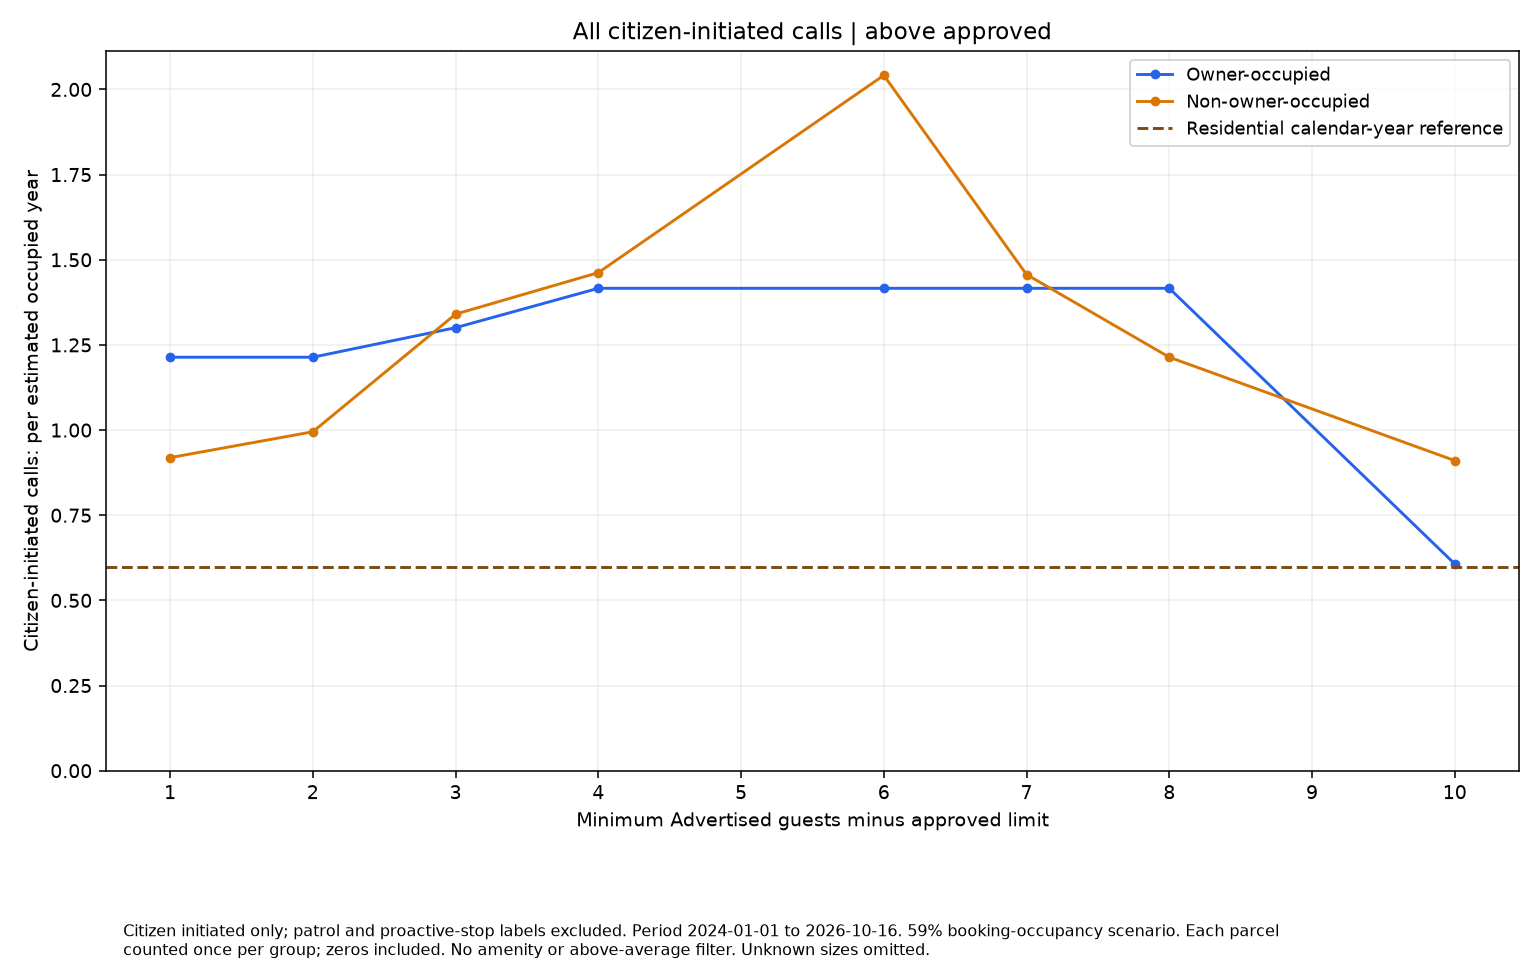 All citizen-initiated calls | above approved
Owner-occupied
Non-owner-occupied
Residential calendar-year reference
Citizen-initiated calls: per estimated occupied year
2.00
1.75
1.50
1.25
1.00
0.75
0.50
0.25
0.00
1 2 3 4 5 6 7 8 9 10
Minimum Advertised guests minus approved limit
Citizen initiated only; patrol and proactive-stop labels excluded. Period 2024-01-01 to 2026-10-16. 59% booking-occupancy scenario. Each parcel
counted once per group; zeros included. No amenity or above-average filter. Unknown sizes omitted.